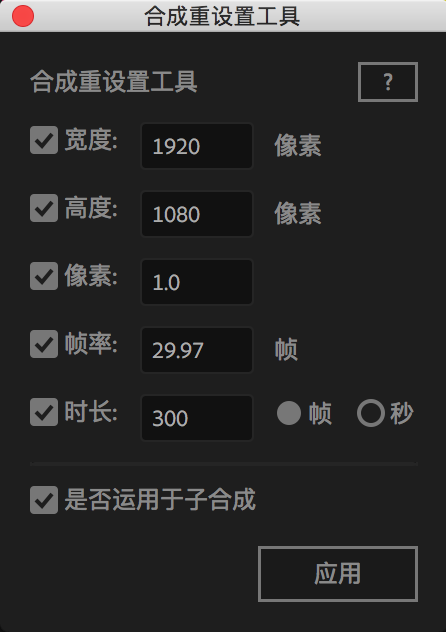 合成重设置工具
合成重设置工具 ?
宽度: 1920 像素
高度: 1080 像素
像素: 1.0
帧率: 29.97 帧
时长: 300 帧 秒
是否运用于子合成
应用